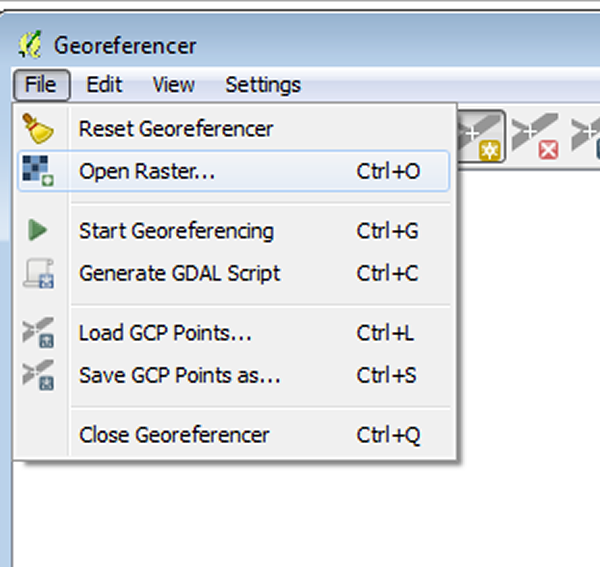 Georeferencer
File Edit View Settings
Reset Georeferencer
Open Raster... Ctrl+O
Start Georeferencing Ctrl+G
Generate GDAL Script Ctrl+C
Load GCP Points... Ctrl+L
Save GCP Points as... Ctrl+S
Close Georeferencer Ctrl+Q